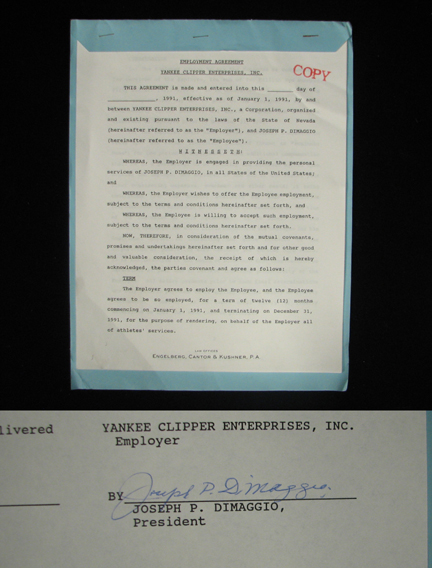 EMPLOYMENT AGREEMENT
YANKEE CLIPPER ENTERPRISES, INC.
COPY
THIS AGREEMENT is made and entered into this ________ day of
______________, 1991, effective as of January 1, 1991, by and
between YANKEE CLIPPER ENTERPRISES, INC., a Corporation, organized
and existing pursuant to the laws of the State of Nevada
(hereinafter referred to as the "Employer"), and JOSEPH P. DIMAGGIO
(hereinafter referred to as the "Employee").
W I T N E S S E T H:
WHEREAS, the Employer is engaged in providing the personal
services of JOSEPH P. DIMAGGIO, in all States of the United States;
and
WHEREAS, the Employer wishes to offer the Employee employment,
subject to the terms and conditions hereinafter set forth, and
WHEREAS, the Employee is willing to accept such employment,
subject to the terms and conditions hereinafter set forth.
NOW, THEREFORE, in consideration of the mutual covenants,
promises and undertakings hereinafter set forth and for other good
and valuable consideration, the receipt of which is hereby
acknowledged, the parties covenant and agree as follows:
TERM
The Employer agrees to employ the Employee, and the Employee
agrees to be so employed, for a term of twelve (12) months
commencing on January 1, 1991, and terminating on December 31,
1991, for the purpose of rendering, on behalf of the Employer all
of athletes' services.
LAW OFFICES
ENGELBERG, CANTOR & KUSHNER, P.A.
livered
YANKEE CLIPPER ENTERPRISES, INC.
Employer
BY Joseph P. DiMaggio
JOSEPH P. DIMAGGIO,
President